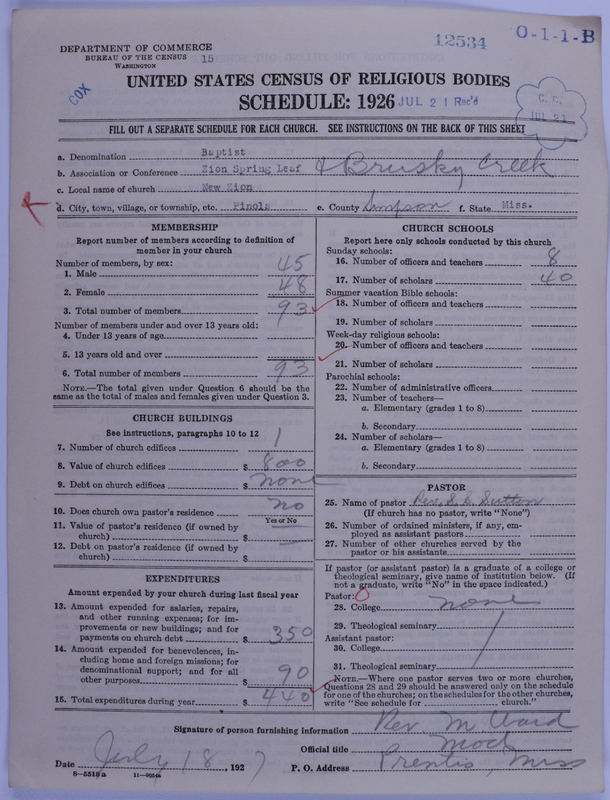 12534 O-1-1-B
DEPARTMENT OF COMMERCE
BUREAU OF THE CENSUS 15
WASHINGTON
COX
UNITED STATES CENSUS OF RELIGIOUS BODIES
SCHEDULE: 1926 JUL 21 Rec'd
C. C.
JUL 21
FILL OUT A SEPARATE SCHEDULE FOR EACH CHURCH. SEE INSTRUCTIONS ON THE BACK OF THIS SHEET
a. Denomination Baptist
b. Association or Conference Zion Spring Leaf & Brusky Creek
c. Local name of church New Zion
d. City, town, village, or township, etc. Pinola e. County Simpson f. State Miss.
MEMBERSHIP
Report number of members according to definition of
member in your church
Number of members, by sex:
1. Male 45
2. Female 48
3. Total number of members 93
Number of members under and over 13 years old:
4. Under 13 years of age
5. 13 years old and over
6. Total number of members 93
NOTE.—The total given under Question 6 should be the
same as the total of males and females given under Question 3.
CHURCH BUILDINGS
See instructions, paragraphs 10 to 12
7. Number of church edifices 1
8. Value of church edifices $ 800
9. Debt on church edifices $ none
10. Does church own pastor's residence no
Yes or No
11. Value of pastor's residence (if owned by
church) $
12. Debt on pastor's residence (if owned by
church) $
EXPENDITURES
Amount expended by your church during last fiscal year
13. Amount expended for salaries, repairs,
and other running expenses; for im-
provements or new buildings; and for
payments on church debt $ 350
14. Amount expended for benevolences, in-
cluding home and foreign missions; for
denominational support; and for all
other purposes $ 90
15. Total expenditures during year $ 440
CHURCH SCHOOLS
Report here only schools conducted by this church
Sunday schools:
16. Number of officers and teachers 8
17. Number of scholars 40
Summer vacation Bible schools:
18. Number of officers and teachers
19. Number of scholars
Week-day religious schools:
20. Number of officers and teachers
21. Number of scholars
Parochial schools:
22. Number of administrative officers
23. Number of teachers—
a. Elementary (grades 1 to 8)
b. Secondary
24. Number of scholars—
a. Elementary (grades 1 to 8)
b. Secondary
PASTOR
25. Name of pastor Rev. S. C. Sutton
(If church has no pastor, write "None")
26. Number of ordained ministers, if any, em-
ployed as assistant pastors
27. Number of other churches served by the
pastor or his assistants
If pastor (or assistant pastor) is a graduate of a college or
theological seminary, give name of institution below. (If
not a graduate, write "No" in the space indicated.)
Pastor:
28. College none
29. Theological seminary
Assistant pastor:
30. College
31. Theological seminary
NOTE.—Where one pastor serves two or more churches,
Questions 28 and 29 should be answered only on the schedule
for one of the churches; on the schedules for the other churches,
write "See schedule for church."
Signature of person furnishing information Rev M Ward
Official title Mod
Date July 18, 1927 P. O. Address Prentis, Miss
8-5518a 11-9954a